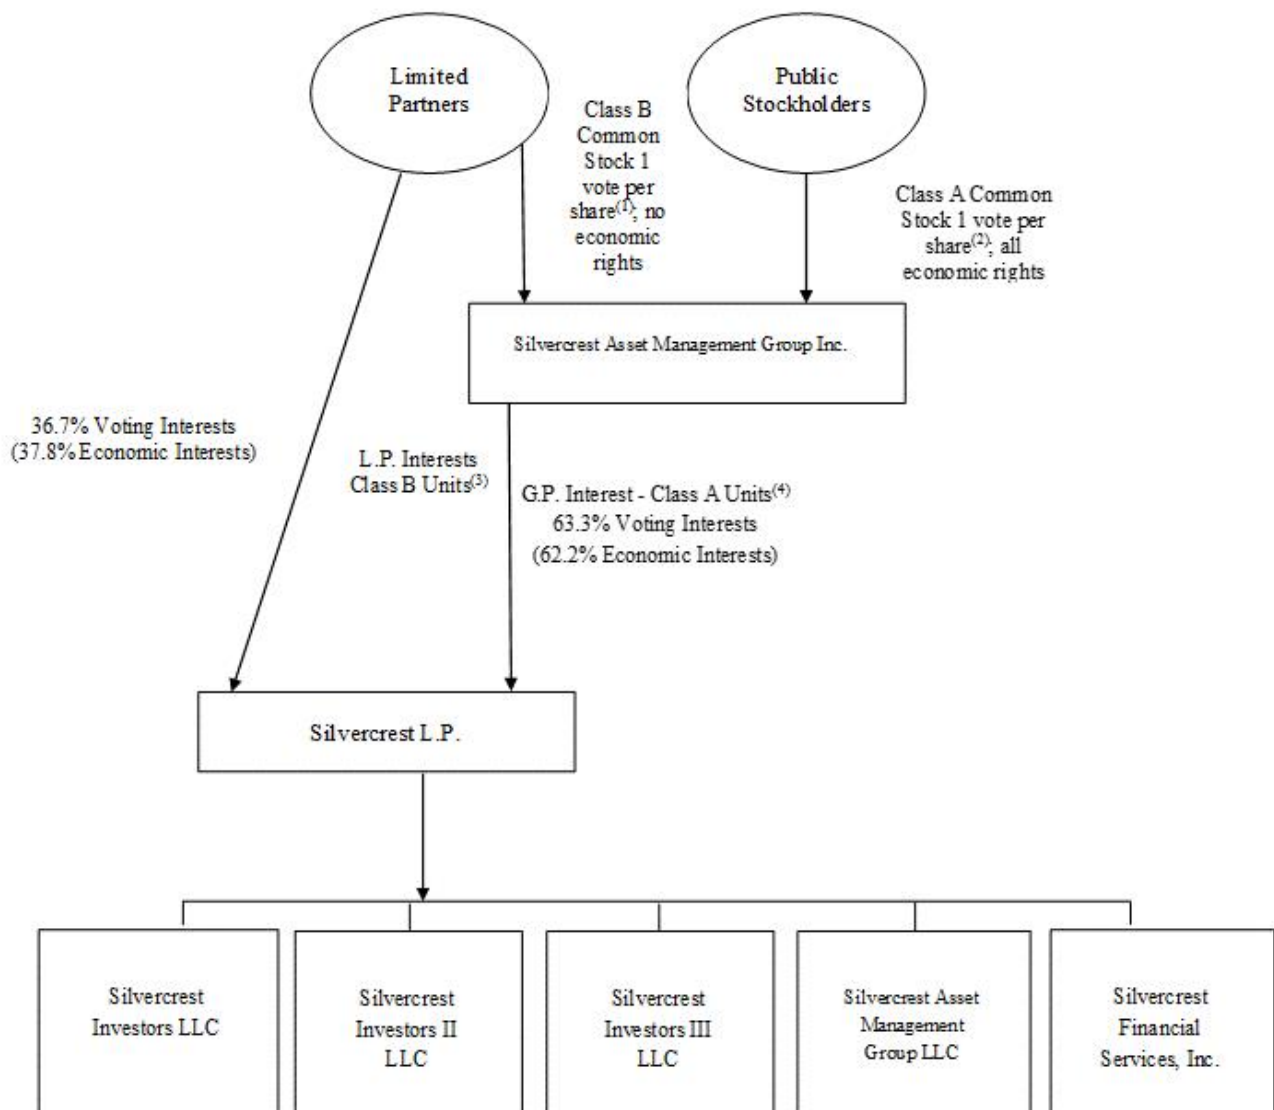 Limited
Partners
Public
Stockholders
Class B
Common
Stock 1
vote per
share(1); no
economic
rights
Class A Common
Stock 1 vote per
share(2); all
economic rights
Silvercrest Asset Management Group Inc.
36.7% Voting Interests
(37.8% Economic Interests)
L.P. Interests
Class B Units(3)
G.P. Interest - Class A Units(4)
63.3% Voting Interests
(62.2% Economic Interests)
Silvercrest L.P.
Silvercrest
Investors LLC
Silvercrest
Investors II
LLC
Silvercrest
Investors III
LLC
Silvercrest Asset
Management
Group LLC
Silvercrest
Financial
Services, Inc.